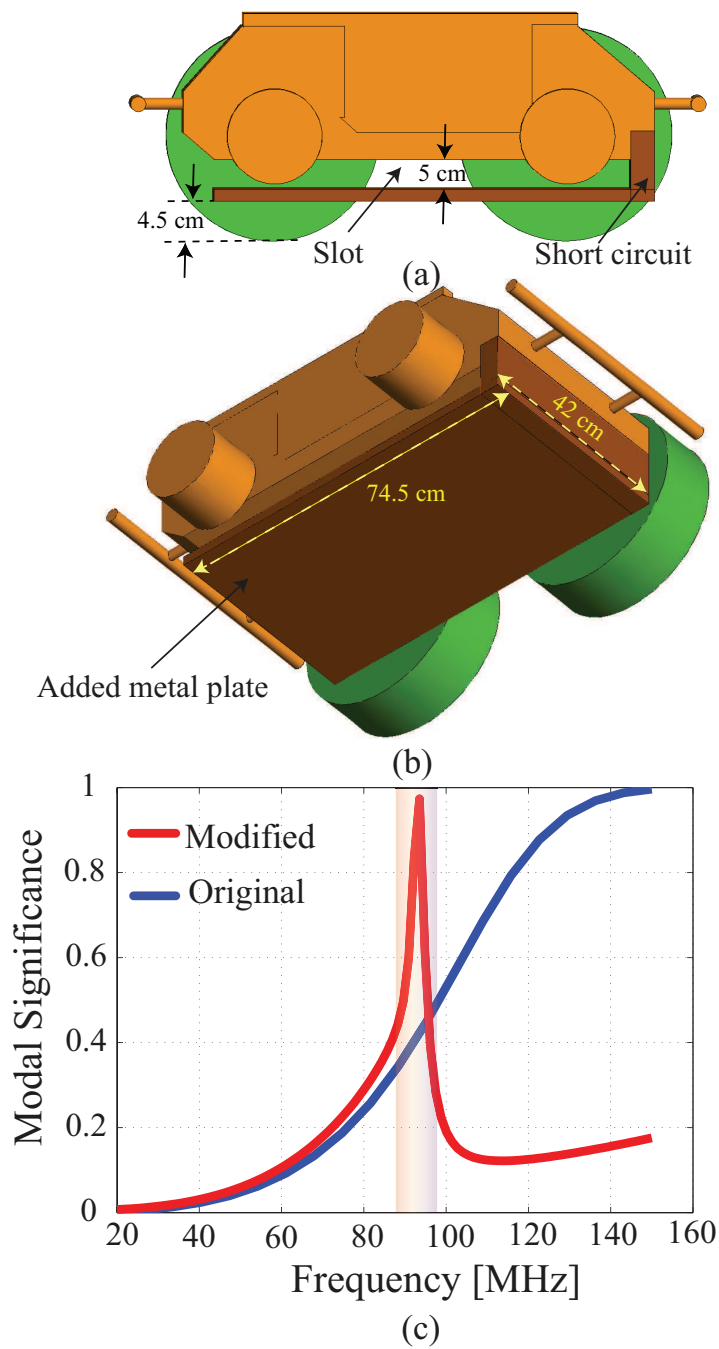 5 cm
4.5 cm
Slot
Short circuit
(a)
42 cm
74.5 cm
Added metal plate
(b)
1
Modified
0.8
Original
0.6
0.4
0.2
0
Modal Significance
20 40 60 80 100 120 140 160
Frequency [MHz]
(c)